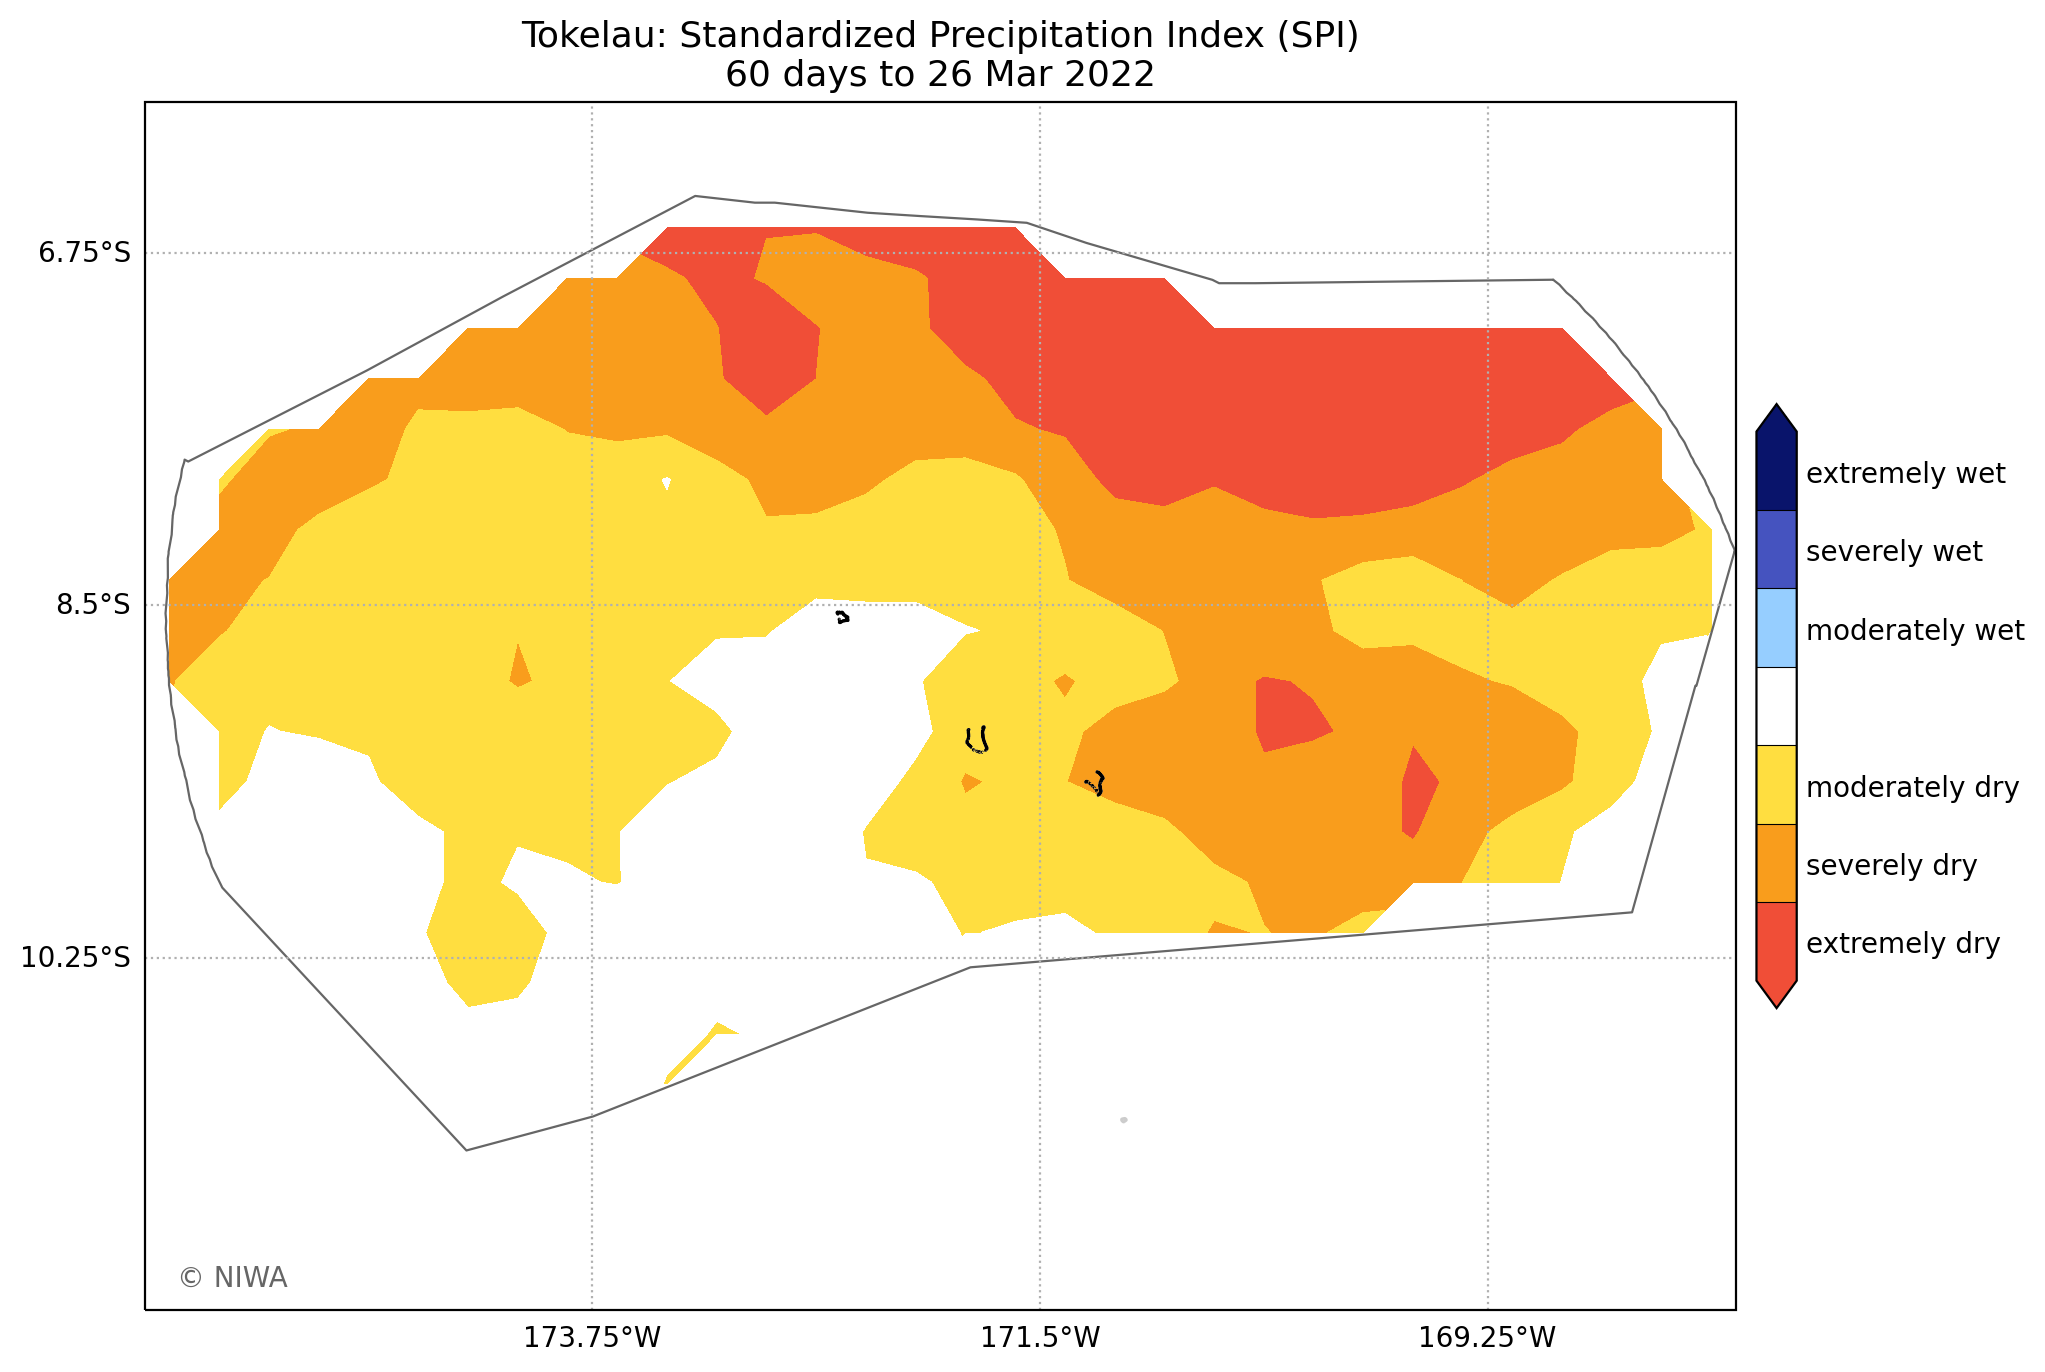 Tokelau: Standardized Precipitation Index (SPI)
60 days to 26 Mar 2022
6.75°S
8.5°S
10.25°S
173.75°W
171.5°W
169.25°W
extremely wet
severely wet
moderately wet
moderately dry
severely dry
extremely dry
© NIWA